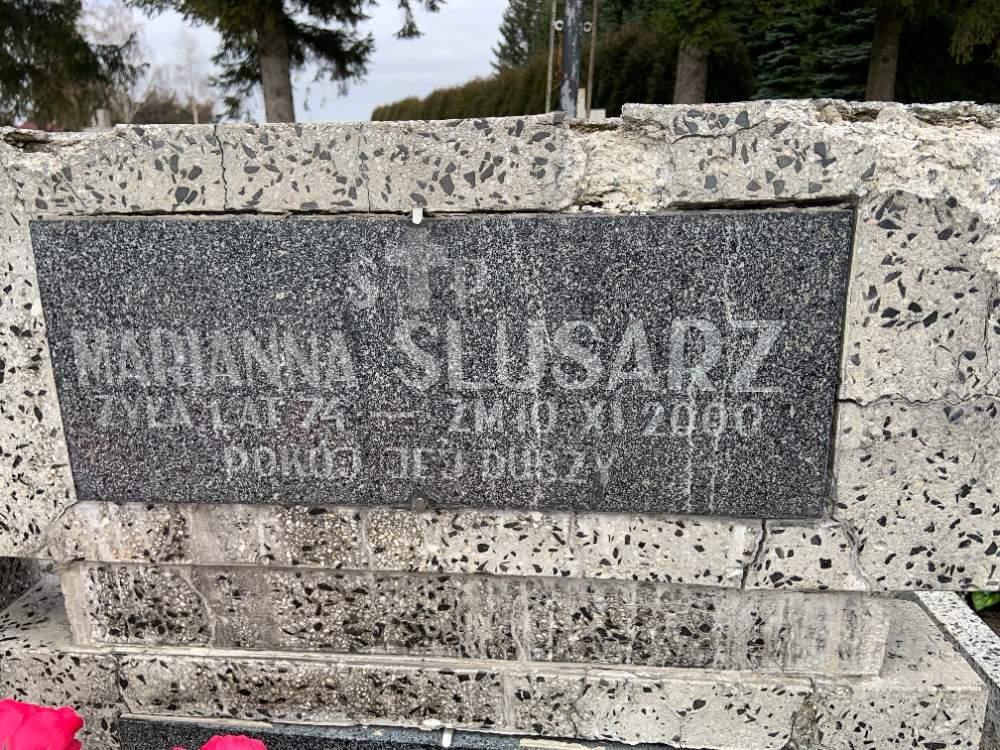 S P
MARIANNA ŚLUSARZ
ŻYŁA LAT 74 — ZM 10 XI 2000
POKÓJ JEJ DUSZY